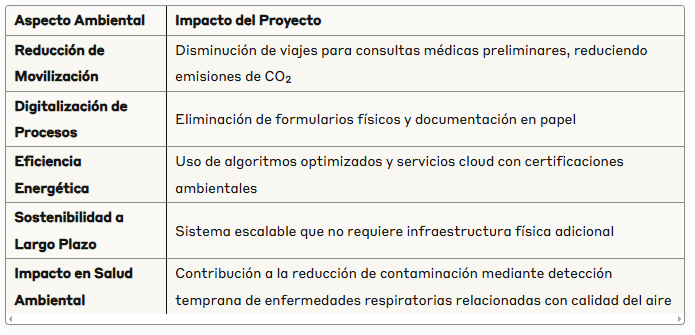 Aspecto Ambiental Impacto del Proyecto
Reducción de
Movilización
Disminución de viajes para consultas médicas preliminares, reduciendo
emisiones de CO₂
Digitalización de
Procesos
Eliminación de formularios físicos y documentación en papel
Eficiencia
Energética
Uso de algoritmos optimizados y servicios cloud con certificaciones
ambientales
Sostenibilidad a
Largo Plazo
Sistema escalable que no requiere infraestructura física adicional
Impacto en Salud
Ambiental
Contribución a la reducción de contaminación mediante detección
temprana de enfermedades respiratorias relacionadas con calidad del aire